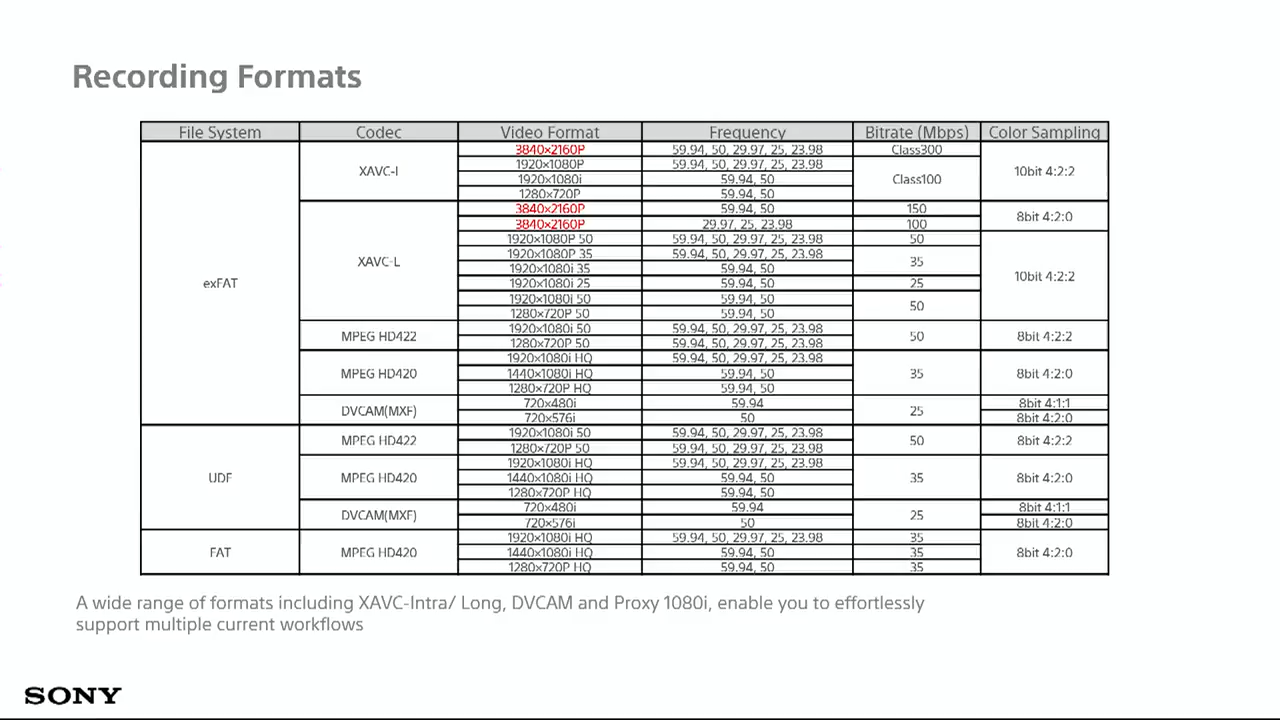 Recording Formats
File System Codec Video Format Frequency Bitrate (Mbps) Color Sampling
exFAT XAVC-I 3840×2160P 59.94, 50, 29.97, 25, 23.98 Class300 10bit 4:2:2
1920×1080P 59.94, 50, 29.97, 25, 23.98 Class100
1920×1080i 59.94, 50
1280×720P 59.94, 50
XAVC-L 3840×2160P 59.94, 50 150 8bit 4:2:0
3840×2160P 29.97, 25, 23.98 100
1920×1080P 50 59.94, 50, 29.97, 25, 23.98 50 10bit 4:2:2
1920×1080P 35 59.94, 50, 29.97, 25, 23.98 35
1920×1080i 35 59.94, 50
1920×1080i 25 59.94, 50 25
1920×1080i 50 59.94, 50 50
1280×720P 50 59.94, 50
MPEG HD422 1920×1080i 50 59.94, 50, 29.97, 25, 23.98 50 8bit 4:2:2
1280×720P 50 59.94, 50, 29.97, 25, 23.98
MPEG HD420 1920×1080i HQ 59.94, 50, 29.97, 25, 23.98 35 8bit 4:2:0
1440×1080i HQ 59.94, 50
1280×720P HQ 59.94, 50
DVCAM(MXF) 720×480i 59.94 25 8bit 4:1:1
720×576i 50 8bit 4:2:0
UDF MPEG HD422 1920×1080i 50 59.94, 50, 29.97, 25, 23.98 50 8bit 4:2:2
1280×720P 50 59.94, 50, 29.97, 25, 23.98
MPEG HD420 1920×1080i HQ 59.94, 50, 29.97, 25, 23.98 35 8bit 4:2:0
1440×1080i HQ 59.94, 50
1280×720P HQ 59.94, 50
DVCAM(MXF) 720×480i 59.94 25 8bit 4:1:1
720×576i 50 8bit 4:2:0
FAT MPEG HD420 1920×1080i HQ 59.94, 50, 29.97, 25, 23.98 35 8bit 4:2:0
1440×1080i HQ 59.94, 50 35
1280×720P HQ 59.94, 50 35
A wide range of formats including XAVC-Intra/ Long, DVCAM and Proxy 1080i, enable you to effortlessly
support multiple current workflows
SONY